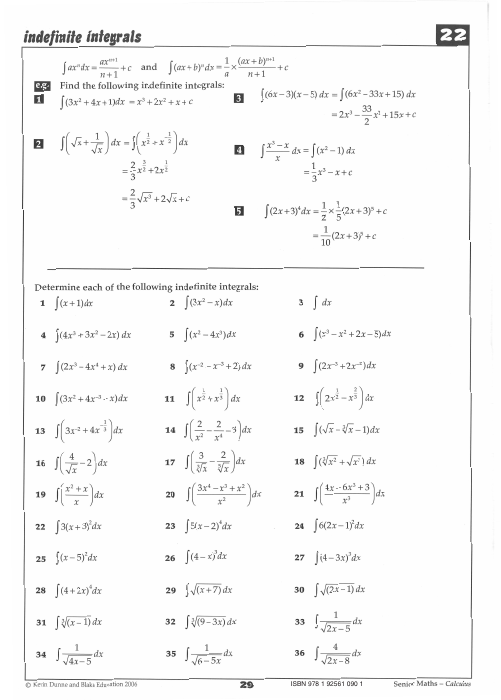 indefinite integrals 22
∫axⁿdx = axⁿ⁺¹/(n+1) + c and ∫(ax+b)ⁿdx = 1/a × (ax+b)ⁿ⁺¹/(n+1) + c
e.g. Find the following indefinite integrals:
1 ∫(3x² + 4x + 1)dx = x³ + 2x² + x + c
2 ∫(√x + 1/√x) dx = ∫(x^(1/2) + x^(-1/2)) dx
= 2/3 x^(3/2) + 2x^(1/2)
= 2/3 √x³ + 2√x + c
3 ∫(6x−3)(x−5) dx = ∫(6x² − 33x + 15) dx
= 2x³ − 33/2 x² + 15x + c
4 ∫ (x³ − x)/x dx = ∫(x² − 1) dx
= 1/3 x³ − x + c
5 ∫(2x+3)⁴dx = 1/2 × 1/5 (2x+3)⁵ + c
= 1/10 (2x+3)⁵ + c
Determine each of the following indefinite integrals:
1 ∫(x+1)dx 2 ∫(3x² − x)dx 3 ∫ dx
4 ∫(4x³ + 3x² − 2x) dx 5 ∫(x² − 4x³)dx 6 ∫(x³ − x² + 2x − 5)dx
7 ∫(2x³ − 4x⁴ + x) dx 8 ∫(x⁻² − x⁻³ + 2) dx 9 ∫(2x⁻³ + 2x⁻⁴)dx
10 ∫(3x² + 4x⁻³ − x)dx 11 ∫(x^(1/2) + x^(1/3)) dx 12 ∫(2x^(1/2) − x^(2/3)) dx
13 ∫(3x⁻² + 4x^(-1/3)) dx 14 ∫(2/x² − 2/x⁴ − 3) dx 15 ∫(√x − ∛x − 1)dx
16 ∫(4/√x − 2) dx 17 ∫(3/∛x − 2/ x) dx 18 ∫( x² + √x ) dx
19 ∫((x² + x)/x) dx 20 ∫((3x⁴ − x³ + x²)/x²) dx 21 ∫((4x − 6x² + 3)/x³) dx
22 ∫3(x+3)²dx 23 ∫5(x−2)⁴dx 24 ∫6(2x−1)²dx
25 ∫(x−5)²dx 26 ∫(4−x)³dx 27 ∫(4−3x)³dx
28 ∫(4+2x)⁴dx 29 ∫√(x+7) dx 30 ∫√(2x−1) dx
31 ∫∛(x−1) dx 32 ∫∛(9−3x) dx 33 ∫ 1/√(2x−5) dx
34 ∫ 1/√(4x−5) dx 35 ∫ 1/√(6−5x) dx 36 ∫ 4/√(2x−8) dx
© Kevin Dunne and Blake Education 2006 29 ISBN 978 1 92561 090 1 Senior Maths – Calculus